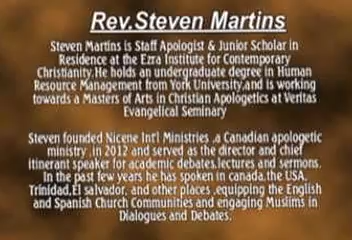 Rev.Steven Martins
Steven Martins is Staff Apologist & Junior Scholar in
Residence at the Ezra Institute for Contemporary
Christianity.He holds an undergraduate degree in Human
Resource Management from York University,and is working
towards a Masters of Arts in Christian Apologetics at Veritas
Evangelical Seminary
Steven founded Nicene Int'l Ministries ,a Canadian apologetic
ministry ,in 2012 and served as the director and chief
itinerant speaker for academic debates,lectures and sermons.
In the past few years he has spoken in canada,the USA,
Trinidad,El salvador, and other places ,equipping the English
and Spanish Church Communities and engaging Muslims in
Dialogues and Debates.